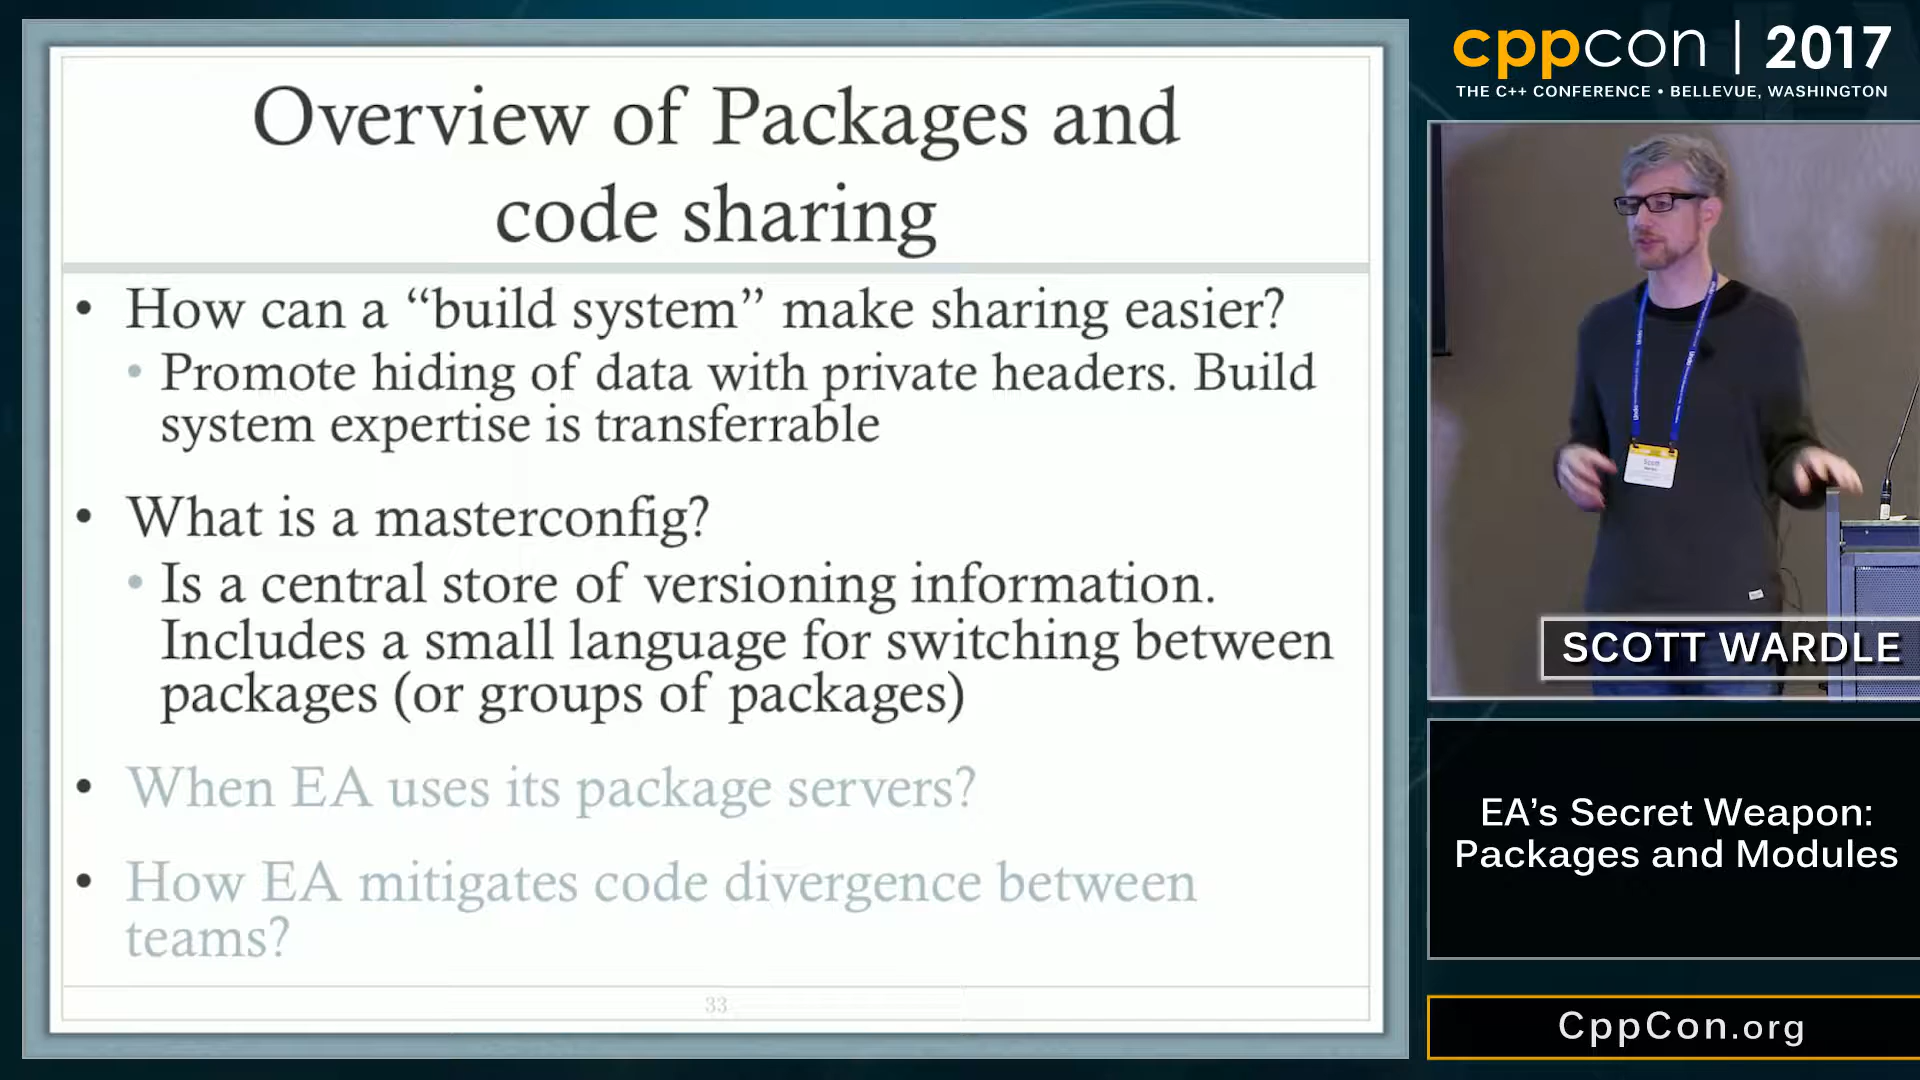 Overview of Packages and
code sharing
• How can a “build system” make sharing easier?
• Promote hiding of data with private headers. Build
system expertise is transferrable
• What is a masterconfig?
• Is a central store of versioning information.
Includes a small language for switching between
packages (or groups of packages)
• When EA uses its package servers?
• How EA mitigates code divergence between
teams?
33
cppcon | 2017
THE C++ CONFERENCE • BELLEVUE, WASHINGTON
Scott
SCOTT WARDLE
EA’s Secret Weapon:
Packages and Modules
CppCon.org